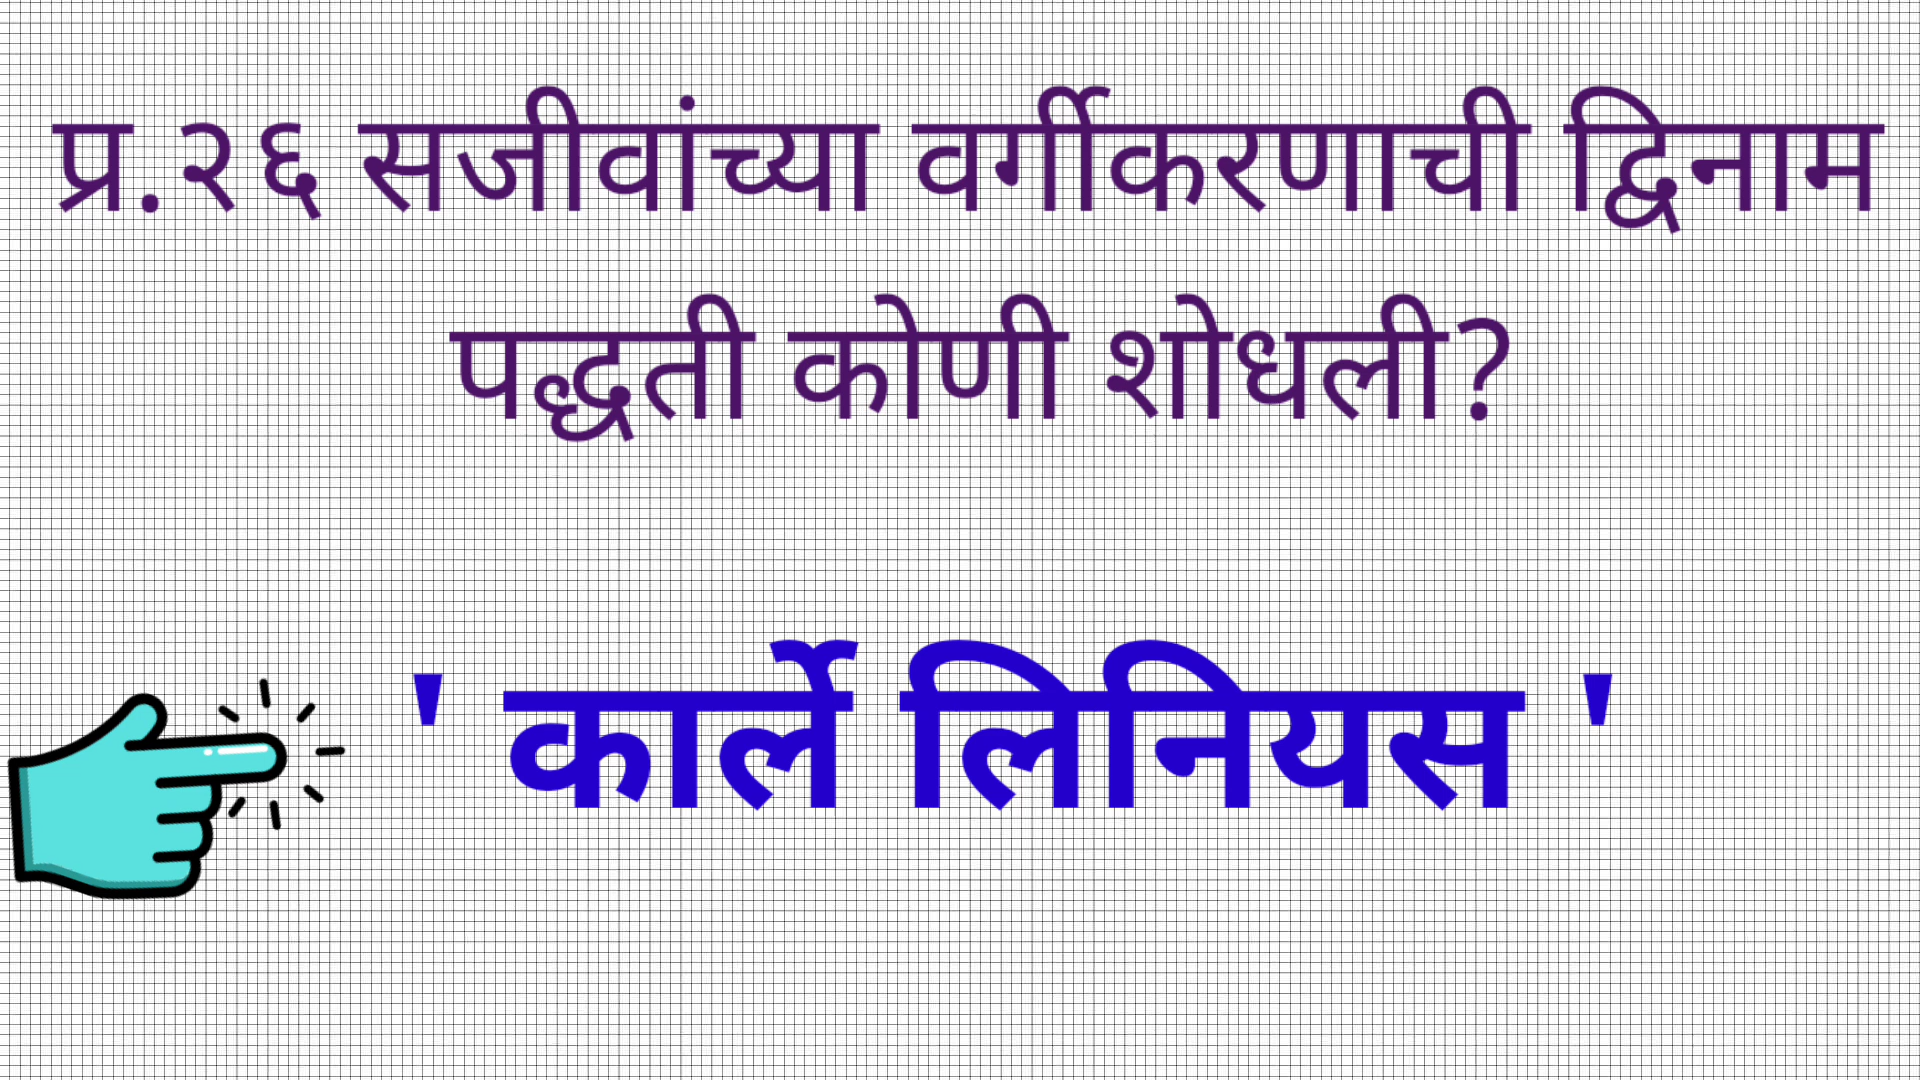 प्र.२६ सजीवांच्या वर्गीकरणाची द्विनाम
पद्धती कोणी शोधली?
' कार्ले लिनियस '